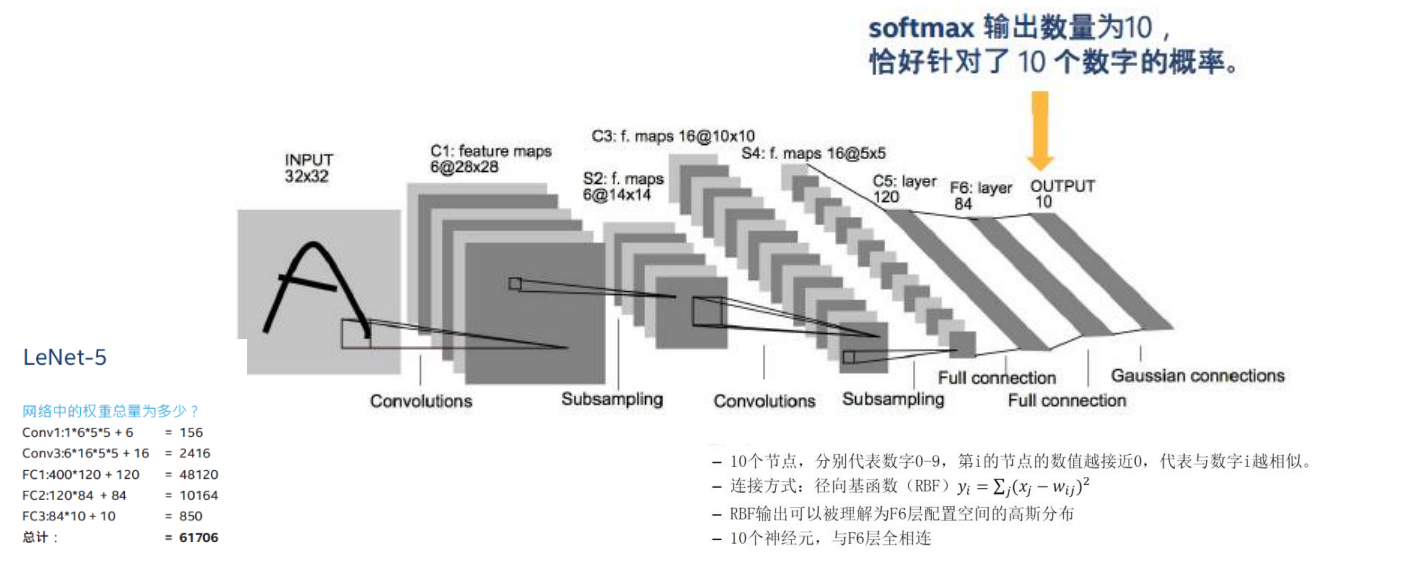 softmax 输出数量为10，
恰好针对了 10 个数字的概率。
INPUT
32x32
C1: feature maps
6@28x28
S2: f. maps
6@14x14
C3: f. maps 16@10x10
S4: f. maps 16@5x5
C5: layer
120
F6: layer
84
OUTPUT
10
Convolutions
Subsampling
Convolutions
Subsampling
Full connection
Full connection
Gaussian connections
LeNet-5
网络中的权重总量为多少？
Conv1:1*6*5*5 + 6 = 156
Conv3:6*16*5*5 + 16 = 2416
FC1:400*120 + 120 = 48120
FC2:120*84 + 84 = 10164
FC3:84*10 + 10 = 850
总计： = 61706
– 10个节点，分别代表数字0-9，第i的节点的数值越接近0，代表与数字i越相似。
– 连接方式：径向基函数（RBF）y_i = ∑_j(x_j − w_{ij})²
– RBF输出可以被理解为F6层配置空间的高斯分布
– 10个神经元，与F6层全相连